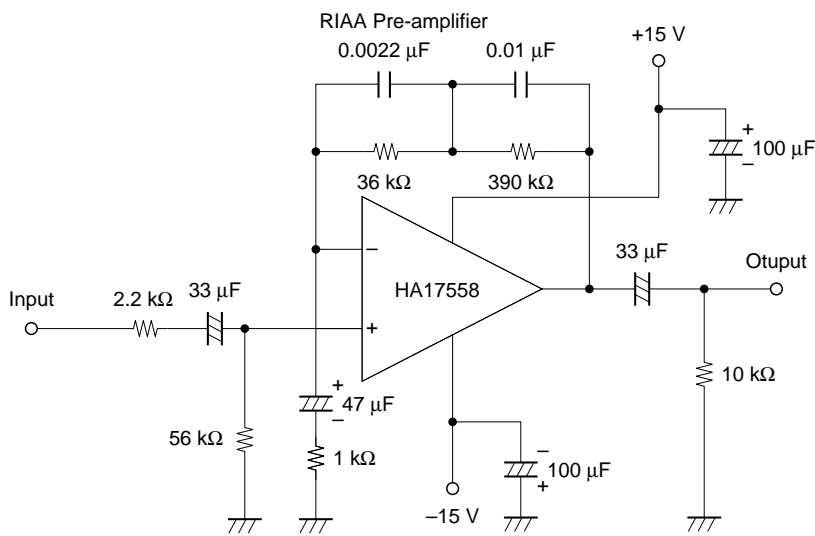 RIAA Pre-amplifier
0.0022 μF
0.01 μF
+15 V
+
100 μF
–
36 kΩ
390 kΩ
–
HA17558
+
33 μF
Otuput
Input
2.2 kΩ
33 μF
10 kΩ
+
47 μF
–
56 kΩ
1 kΩ
–
100 μF
+
–15 V